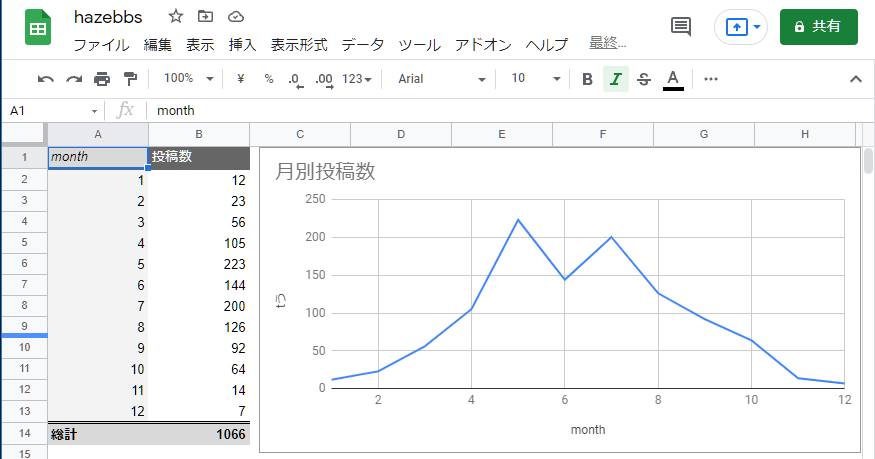 hazebbs
ファイル 編集 表示 挿入 表示形式 データ ツール アドオン ヘルプ 最終…
共有
100% ¥ % .0 .00 123 Arial 10 B I S A …
A1 fx month
A B C D E F G H
1 month 投稿数
2 1 12
3 2 23
4 3 56
5 4 105
6 5 223
7 6 144
8 7 200
9 8 126
10 9 92
11 10 64
12 11 14
13 12 7
14 総計 1066
15
月別投稿数
250
200
150
100
50
0
2 4 6 8 10 12
month